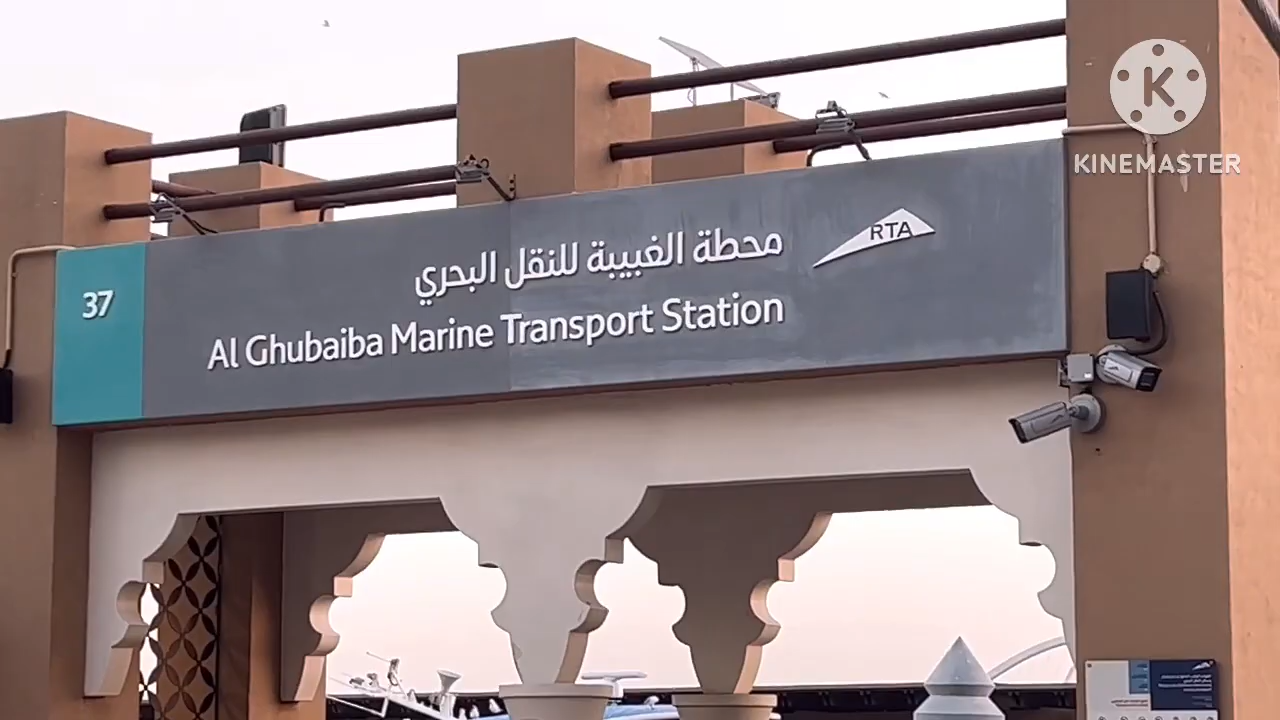 محطة الغبيبة للنقل البحري
RTA
37
Al Ghubaiba Marine Transport Station
K
KINEMASTER